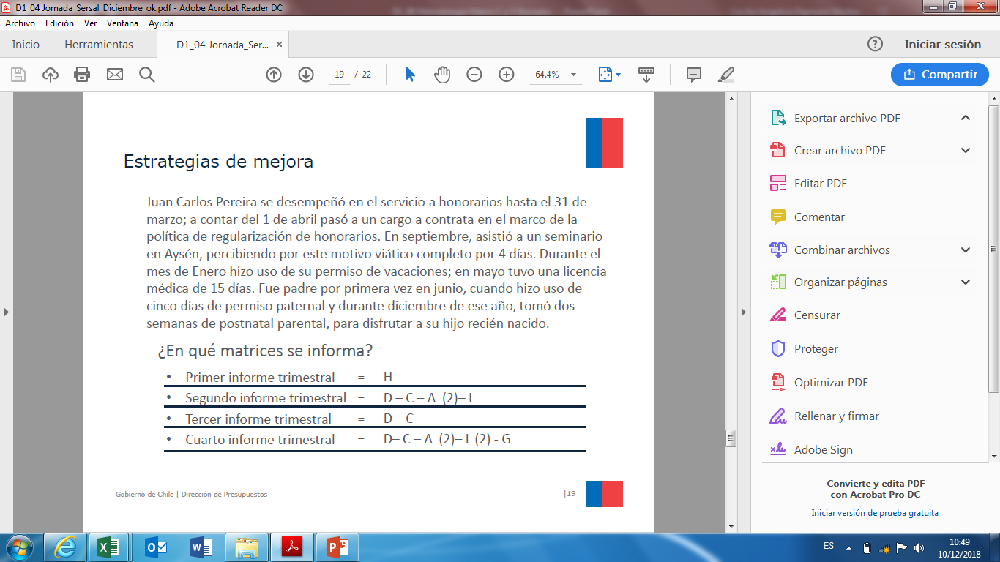 D1_04 Jornada_Sersal_Diciembre_ok.pdf - Adobe Acrobat Reader DC
Archivo Edición Ver Ventana Ayuda
Inicio Herramientas D1_04 Jornada_Ser... × ? Iniciar sesión
19 / 22 64.4% Compartir
Estrategias de mejora
Juan Carlos Pereira se desempeñó en el servicio a honorarios hasta el 31 de
marzo; a contar del 1 de abril pasó a un cargo a contrata en el marco de la
política de regularización de honorarios. En septiembre, asistió a un seminario
en Aysén, percibiendo por este motivo viático completo por 4 días. Durante el
mes de Enero hizo uso de su permiso de vacaciones; en mayo tuvo una licencia
médica de 15 días. Fue padre por primera vez en junio, cuando hizo uso de
cinco días de permiso paternal y durante diciembre de ese año, tomó dos
semanas de postnatal parental, para disfrutar a su hijo recién nacido.
¿En qué matrices se informa?
• Primer informe trimestral = H
• Segundo informe trimestral = D – C – A (2)– L
• Tercer informe trimestral = D – C
• Cuarto informe trimestral = D– C – A (2)– L (2) - G
Gobierno de Chile | Dirección de Presupuestos |19
Exportar archivo PDF
Crear archivo PDF
Editar PDF
Comentar
Combinar archivos
Organizar páginas
Censurar
Proteger
Optimizar PDF
Rellenar y firmar
Adobe Sign
Convierte y edita PDF
con Acrobat Pro DC
Iniciar versión de prueba gratuita
ES 10:49
10/12/2018